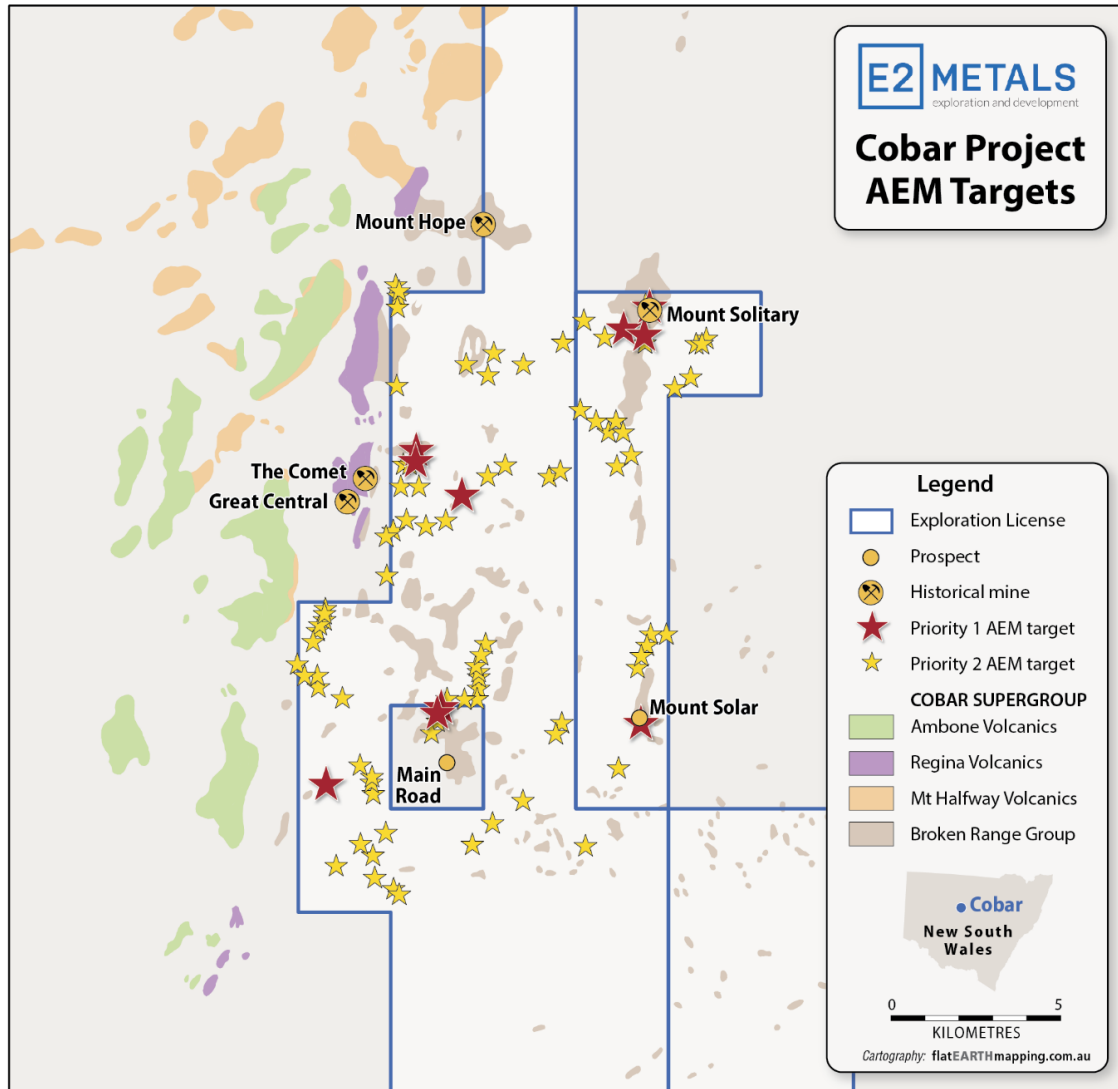 E2 METALS
exploration and development
Cobar Project
AEM Targets
Mount Hope
Mount Solitary
The Comet
Great Central
Mount Solar
Main
Road
Legend
Exploration License
Prospect
Historical mine
Priority 1 AEM target
Priority 2 AEM target
COBAR SUPERGROUP
Ambone Volcanics
Regina Volcanics
Mt Halfway Volcanics
Broken Range Group
Cobar
New South
Wales
0 5
KILOMETRES
Cartography: flatEARTHmapping.com.au